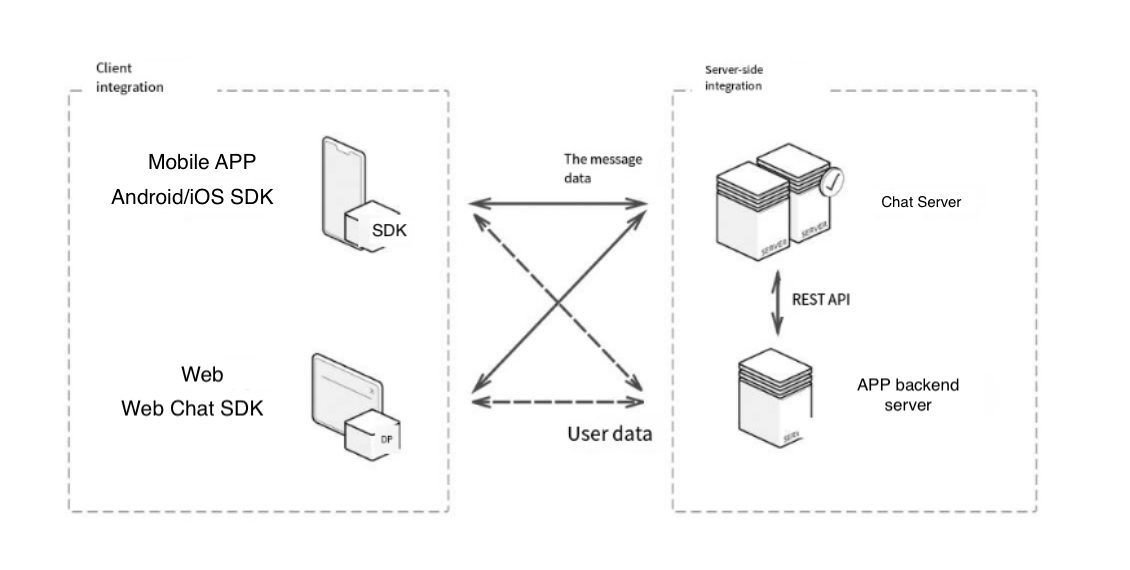 Client
integration
Server-side
integration
Mobile APP
Android/iOS SDK
SDK
The message
data
SERVER
SERVER
Chat Server
REST API
Web
Web Chat SDK
DP
User data
APP backend
server